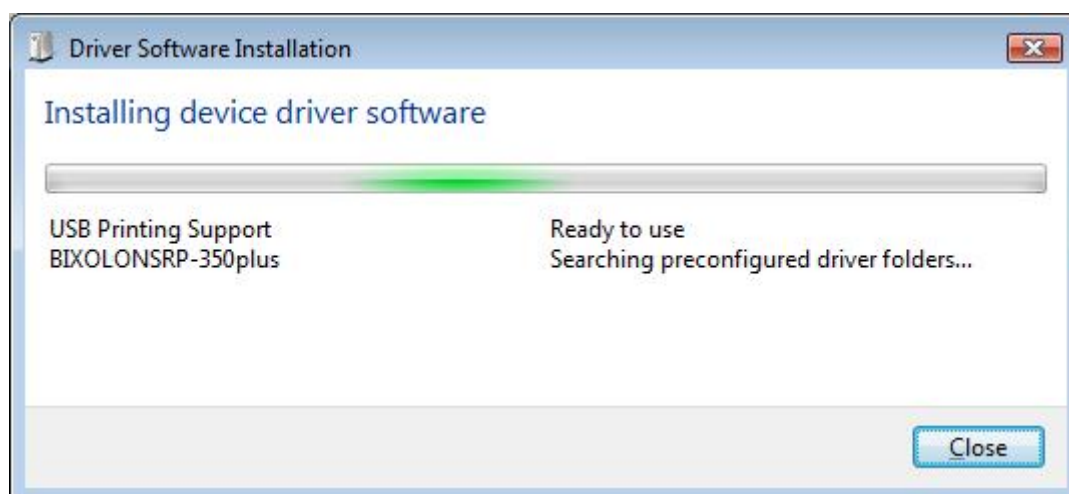 Driver Software Installation
Installing device driver software
USB Printing Support Ready to use
BIXOLONSRP-350plus Searching preconfigured driver folders...
Close